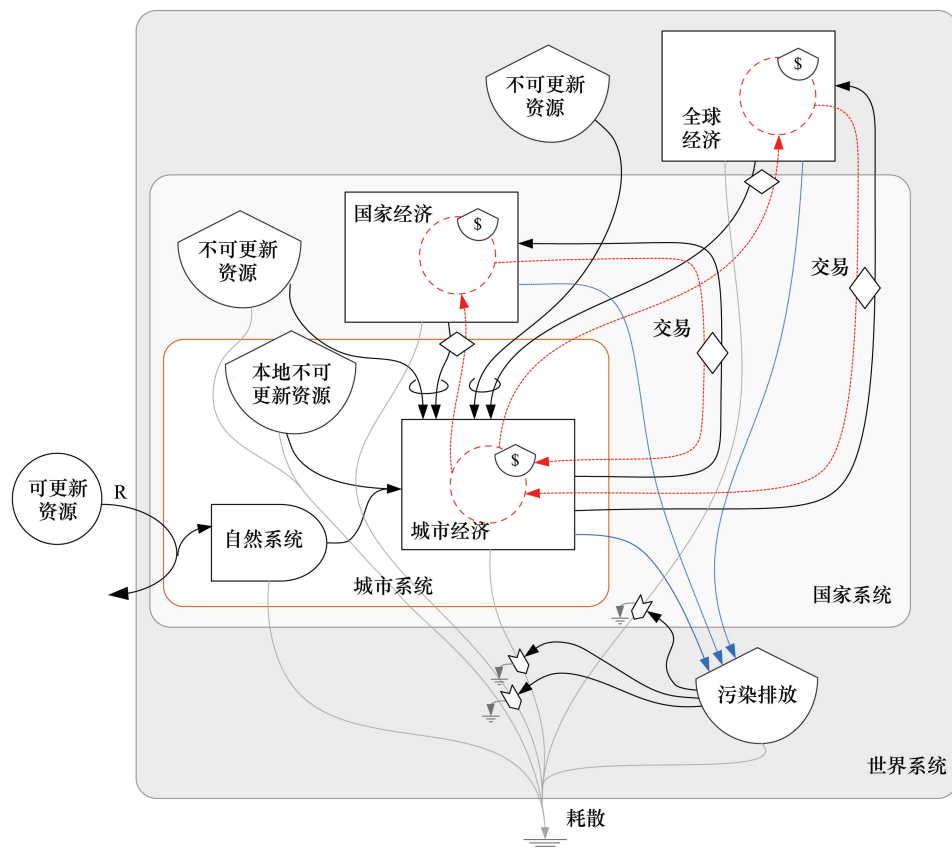 $
不可更新
资源
全球
经济
国家经济
$
不可更新
资源
交易
交易
本地不可
更新资源
$
可更新
资源
R
城市经济
自然系统
城市系统
国家系统
污染排放
世界系统
耗散